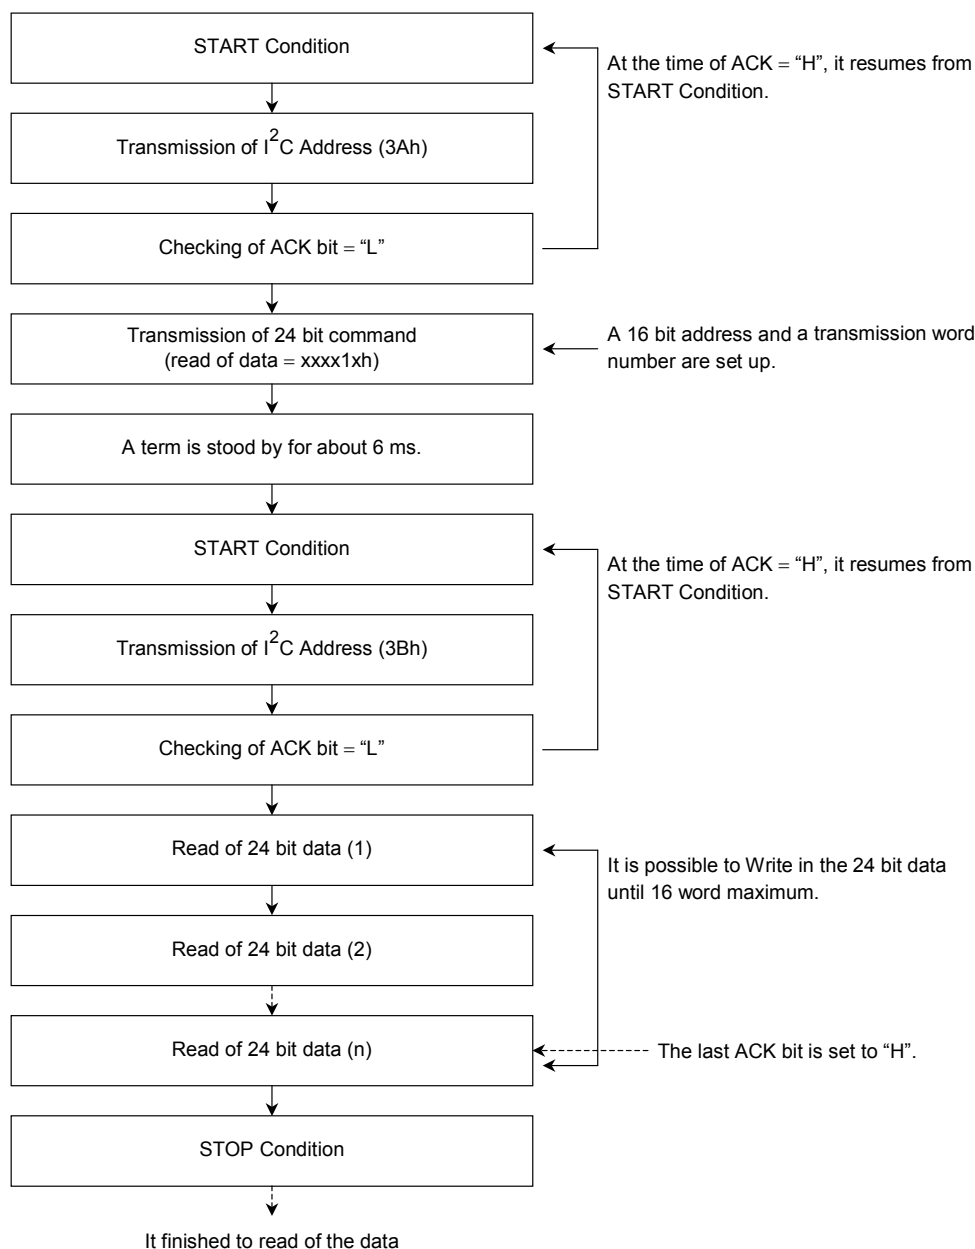 START Condition
At the time of ACK = “H”, it resumes from
START Condition.
Transmission of I²C Address (3Ah)
Checking of ACK bit = “L”
Transmission of 24 bit command
(read of data = xxxx1xh)
A 16 bit address and a transmission word
number are set up.
A term is stood by for about 6 ms.
START Condition
At the time of ACK = “H”, it resumes from
START Condition.
Transmission of I²C Address (3Bh)
Checking of ACK bit = “L”
Read of 24 bit data (1)
It is possible to Write in the 24 bit data
until 16 word maximum.
Read of 24 bit data (2)
Read of 24 bit data (n)
The last ACK bit is set to “H”.
STOP Condition
It finished to read of the data